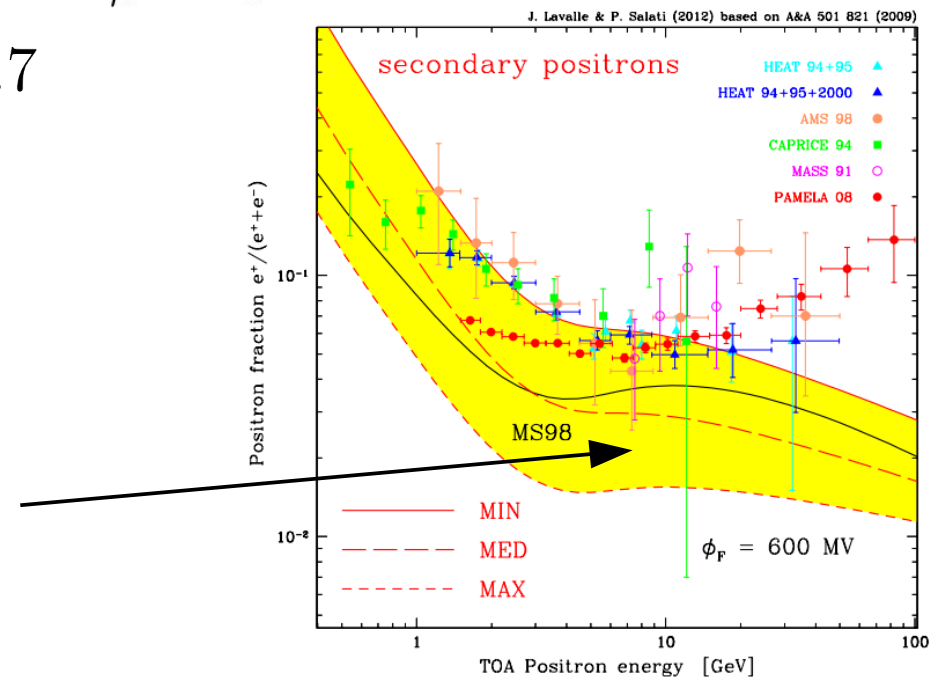 J. Lavalle & P. Salati (2012) based on A&A 501 821 (2009)
.7
secondary positrons
HEAT 94+95
HEAT 94+95+2000
AMS 98
CAPRICE 94
MASS 91
PAMELA 08
Positron fraction e⁺/(e⁺+e⁻)
10⁻¹
10⁻²
MS98
MIN
MED
MAX
ϕ_F = 600 MV
1
10
100
TOA Positron energy [GeV]